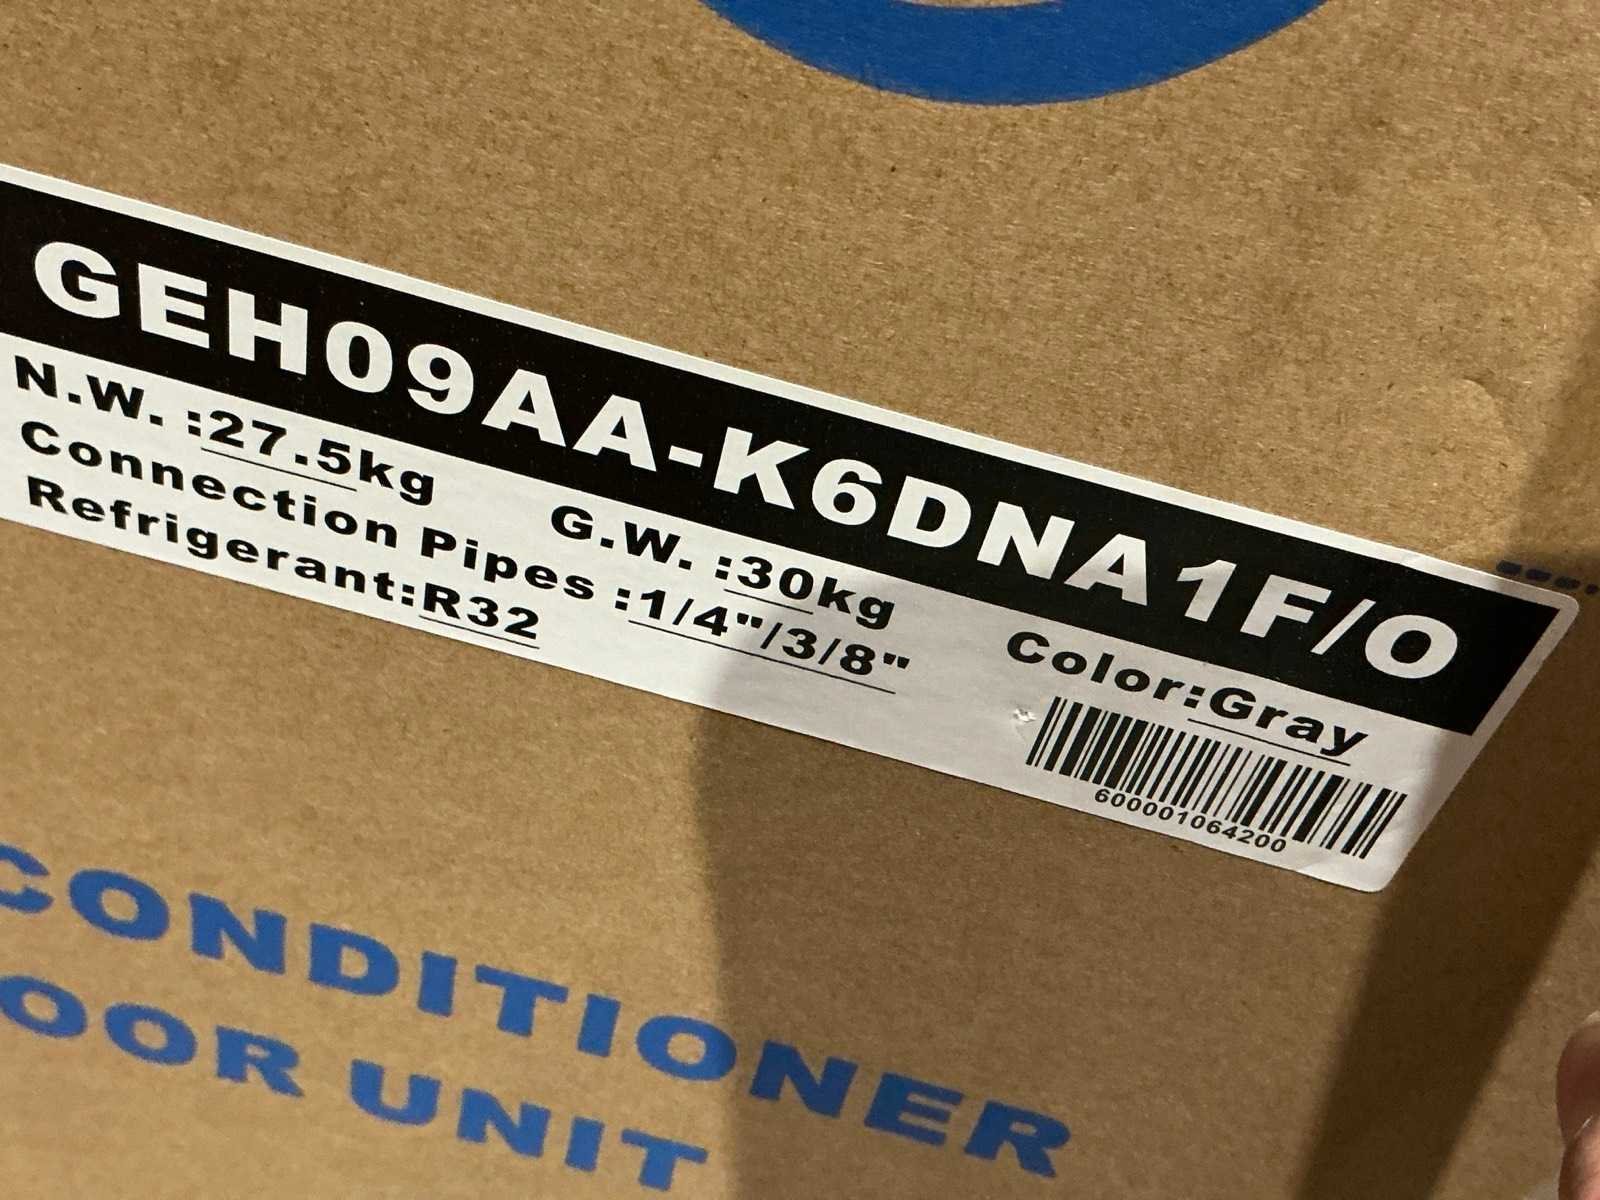 GEH09AA-K6DNA1F/O
N.W. :27.5kg G.W. :30kg Color:Gray
Connection Pipes :1/4"/3/8"
Refrigerant:R32
600001064200
CONDITIONER
OOR UNIT